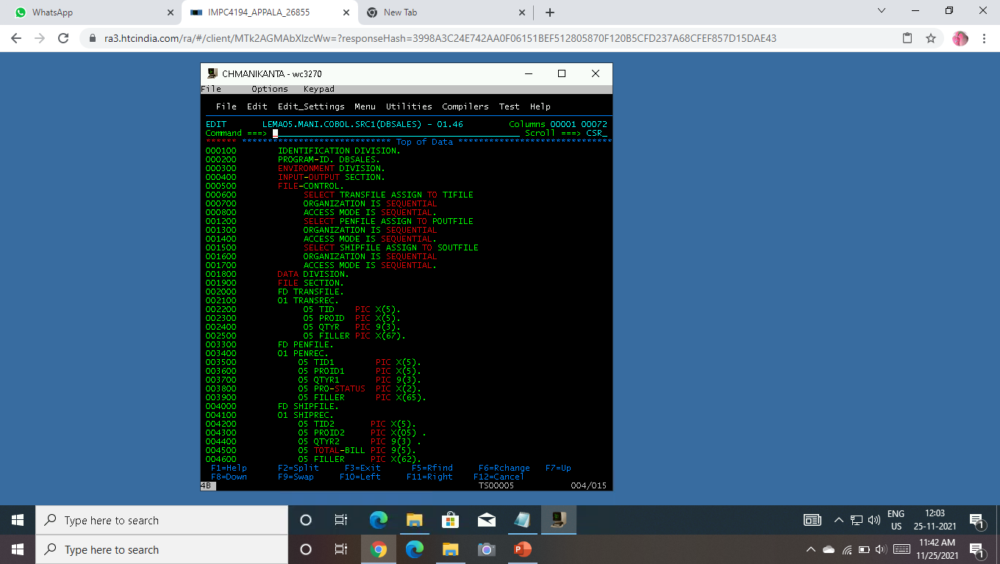 WhatsApp
IMPC4194_APPALA_26855
New Tab
ra3.htcindia.com/ra/#/client/MTk2AGMAbXlzcWw=?responseHash=3998A3C24E742AA0F06151BEF512805870F120B5CFD237A68CFEF857D15DAE43
CHMANIKANTA - wc3270
File Options Keypad
File Edit Edit_Settings Menu Utilities Compilers Test Help
EDIT LEMA05.MANI.COBOL.SRC1(DBSALES) - 01.46 Columns 00001 00072
Command ===> Scroll ===> CSR_
****** ***************************** Top of Data ******************************
000100 IDENTIFICATION DIVISION.
000200 PROGRAM-ID. DBSALES.
000300 ENVIRONMENT DIVISION.
000400 INPUT-OUTPUT SECTION.
000500 FILE-CONTROL.
000600 SELECT TRANSFILE ASSIGN TO TIFILE
000700 ORGANIZATION IS SEQUENTIAL
000800 ACCESS MODE IS SEQUENTIAL.
001200 SELECT PENFILE ASSIGN TO POUTFILE
001300 ORGANIZATION IS SEQUENTIAL
001400 ACCESS MODE IS SEQUENTIAL.
001500 SELECT SHIPFILE ASSIGN TO SOUTFILE
001600 ORGANIZATION IS SEQUENTIAL
001700 ACCESS MODE IS SEQUENTIAL.
001800 DATA DIVISION.
001900 FILE SECTION.
002000 FD TRANSFILE.
002100 01 TRANSREC.
002200 05 TID PIC X(5).
002300 05 PROID PIC X(5).
002400 05 QTYR PIC 9(3).
002500 05 FILLER PIC X(67).
003300 FD PENFILE.
003400 01 PENREC.
003500 05 TID1 PIC X(5).
003600 05 PROID1 PIC X(5).
003700 05 QTYR1 PIC 9(3).
003800 05 PRO-STATUS PIC X(2).
003900 05 FILLER PIC X(65).
004000 FD SHIPFILE.
004100 01 SHIPREC.
004200 05 TID2 PIC X(5).
004300 05 PROID2 PIC X(05) .
004400 05 QTYR2 PIC 9(3) .
004500 05 TOTAL-BILL PIC 9(5).
004600 05 FILLER PIC X(62).
F1=Help F2=Split F3=Exit F5=Rfind F6=Rchange F7=Up
F8=Down F9=Swap F10=Left F11=Right F12=Cancel
4B TS00005 004/015
Type here to search
ENG
US
12:03
25-11-2021
1
Type here to search
11:42 AM
11/25/2021
1